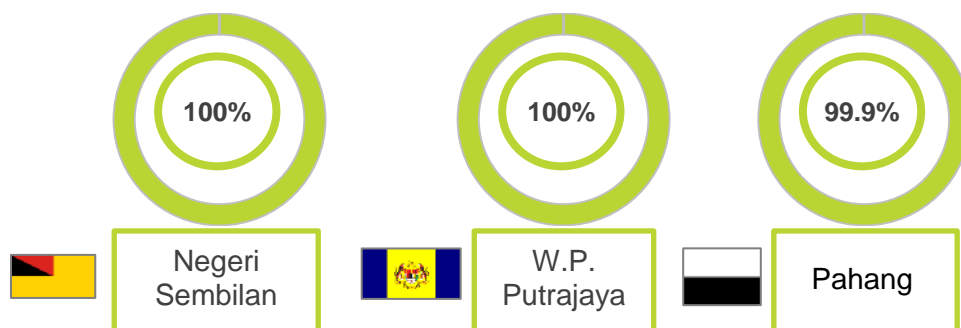 100%
100%
99.9%
Negeri
Sembilan
W.P.
Putrajaya
Pahang